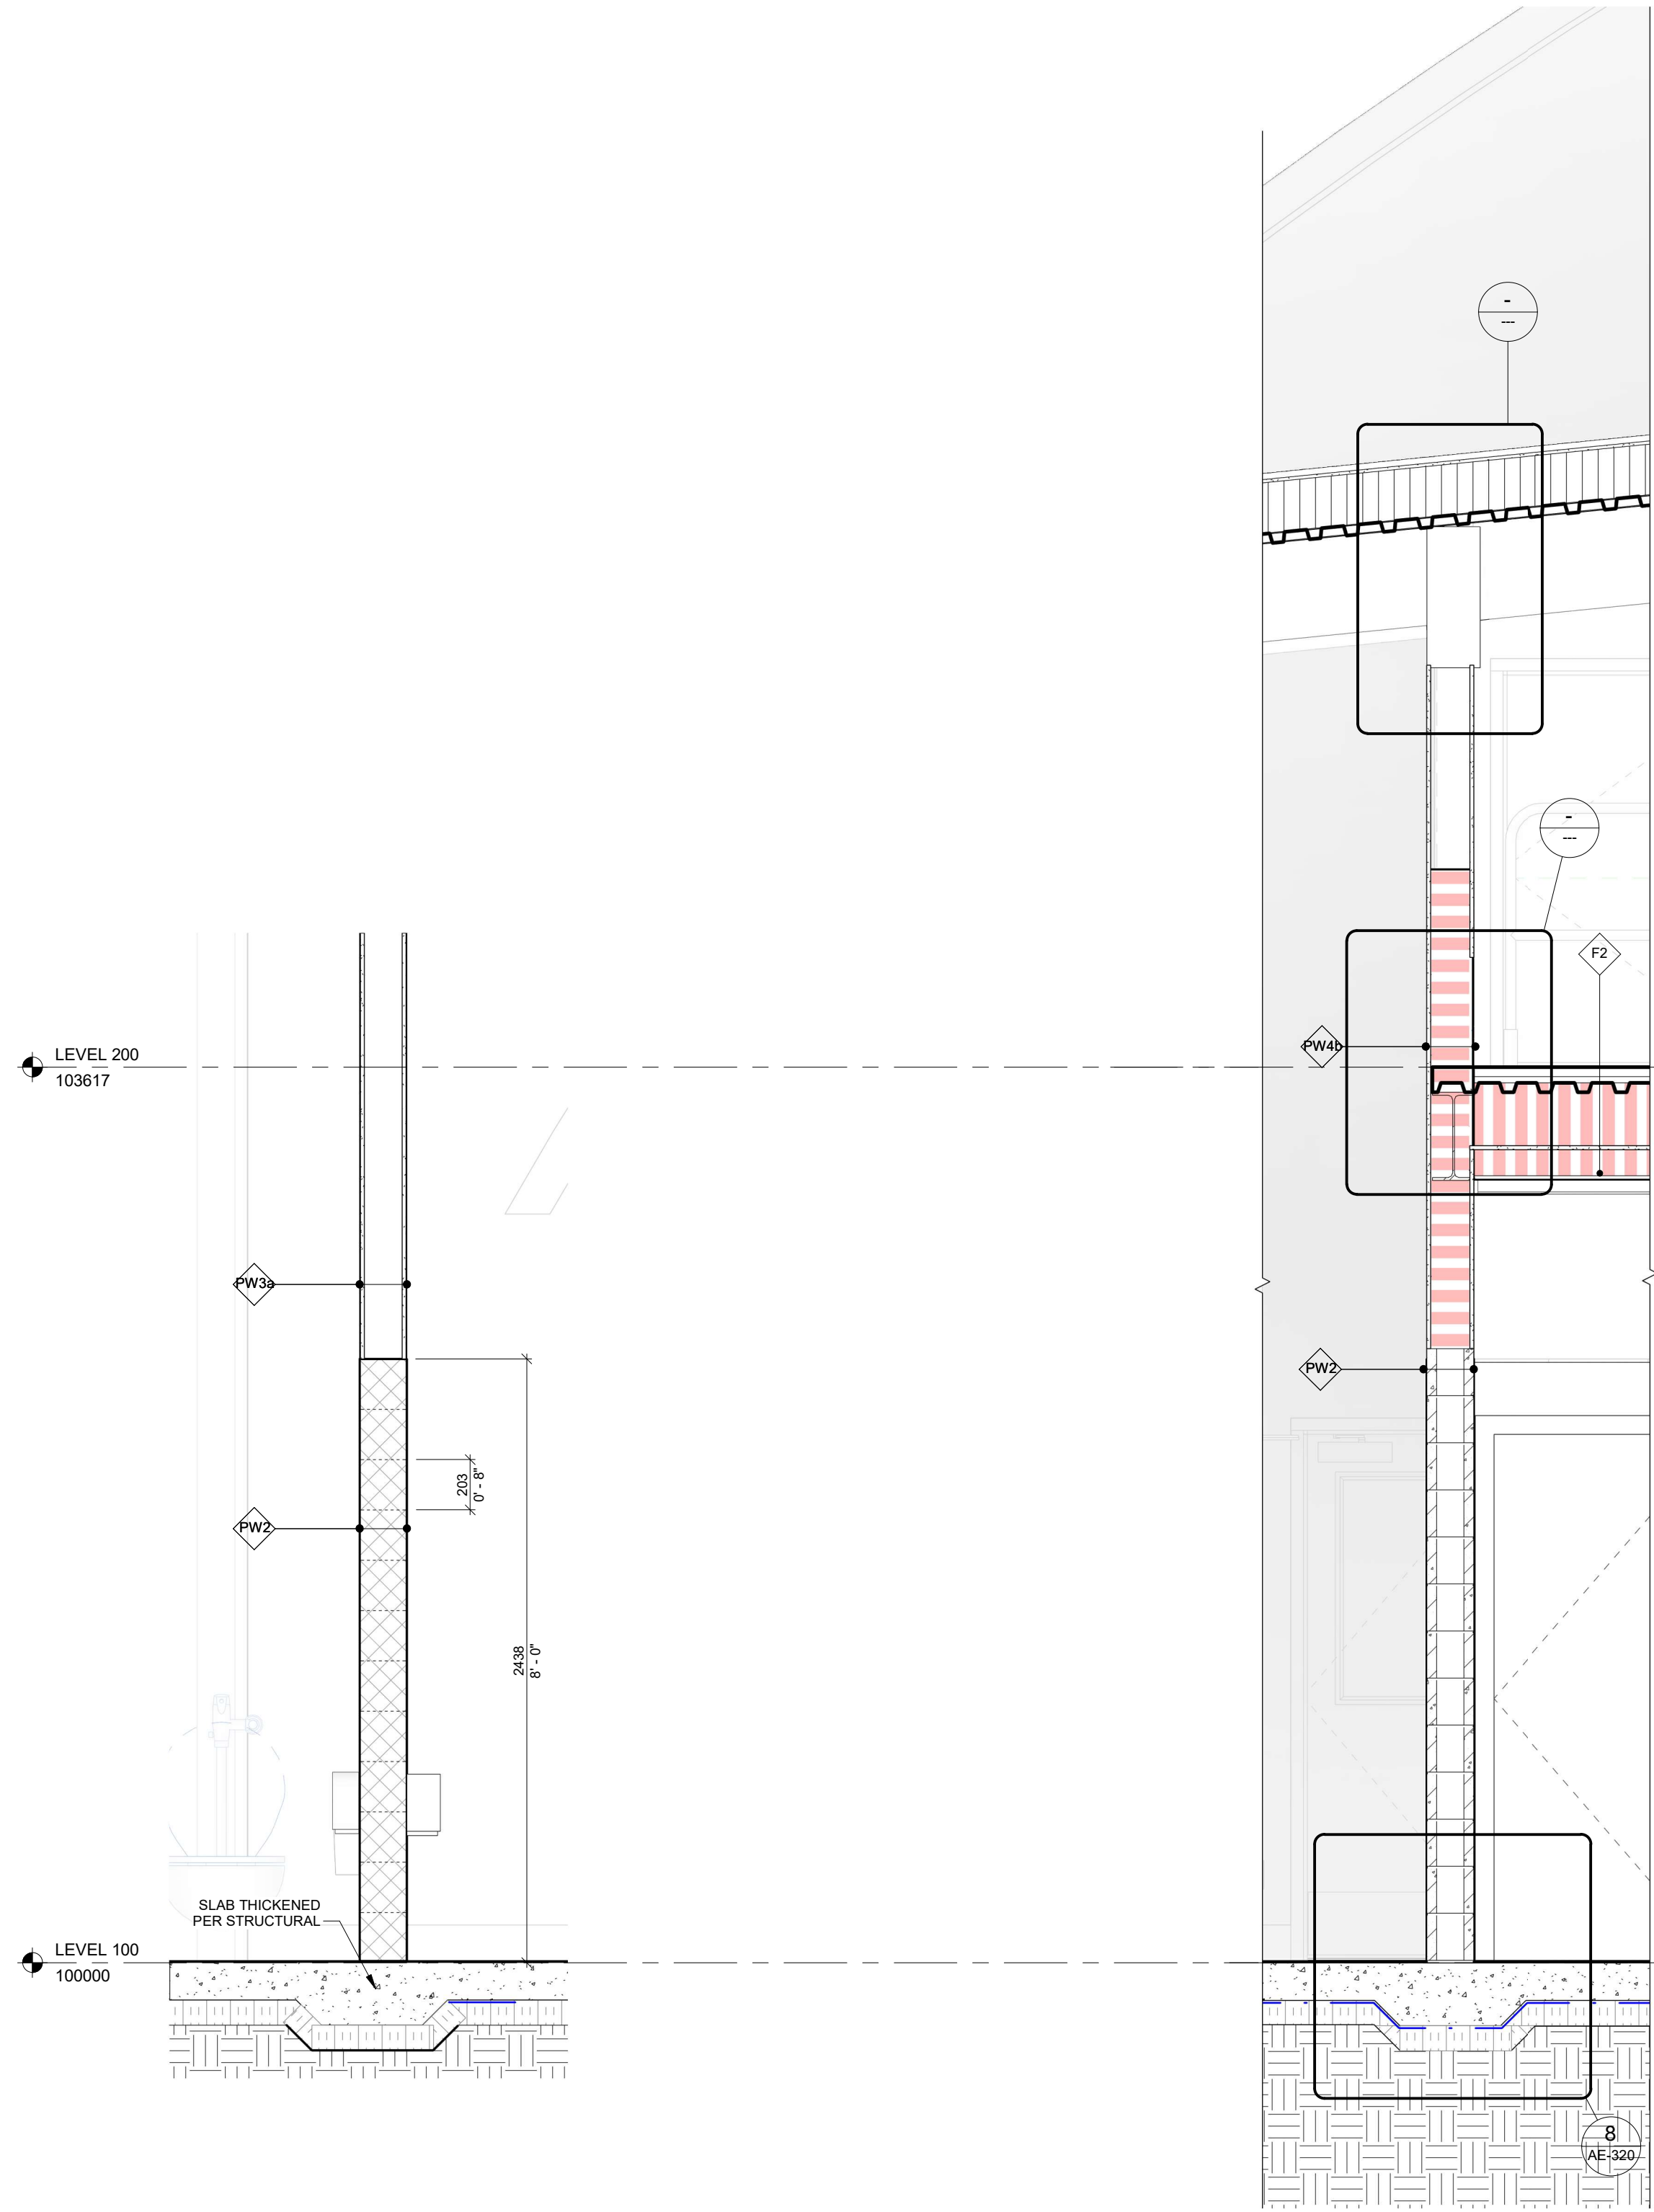 -
---
-
---
F2
PW4b
LEVEL 200
103617
PW3a
PW2
203
0' - 8"
PW2
2438
8' - 0"
SLAB THICKENED
PER STRUCTURAL
LEVEL 100
100000
8
AE-320